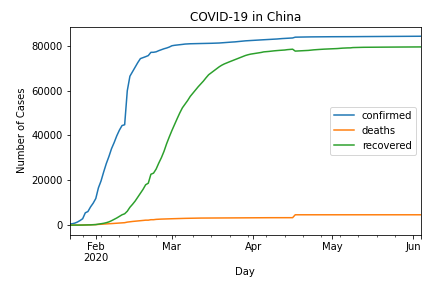 COVID-19 in China
Number of Cases
80000
60000
40000
20000
0
confirmed
deaths
recovered
Feb
2020
Mar
Apr
May
Jun
Day